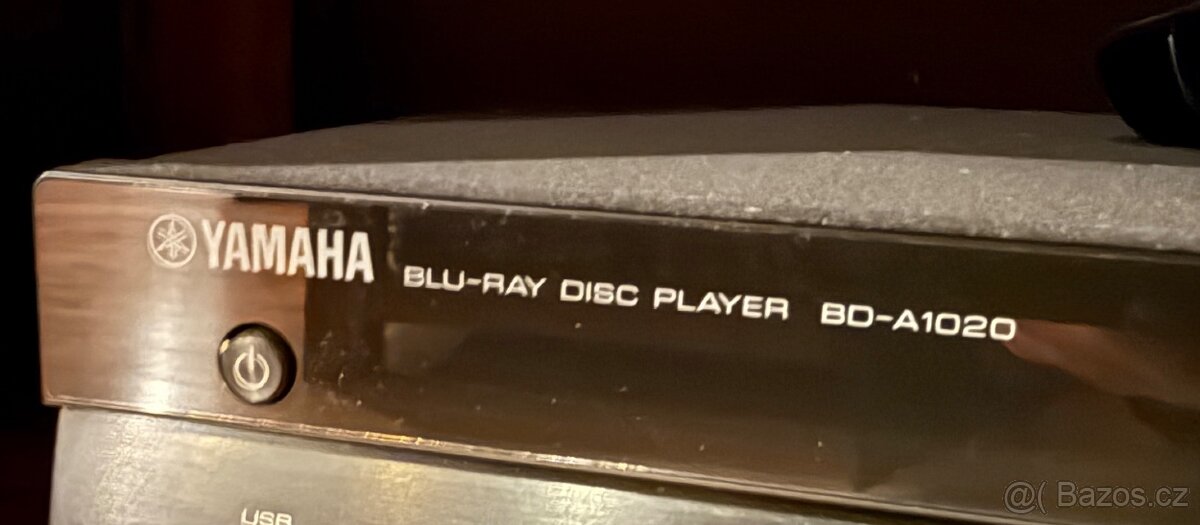 YAMAHA BLU-RAY DISC PLAYER BD-A1020
USB
@( Bazos.cz